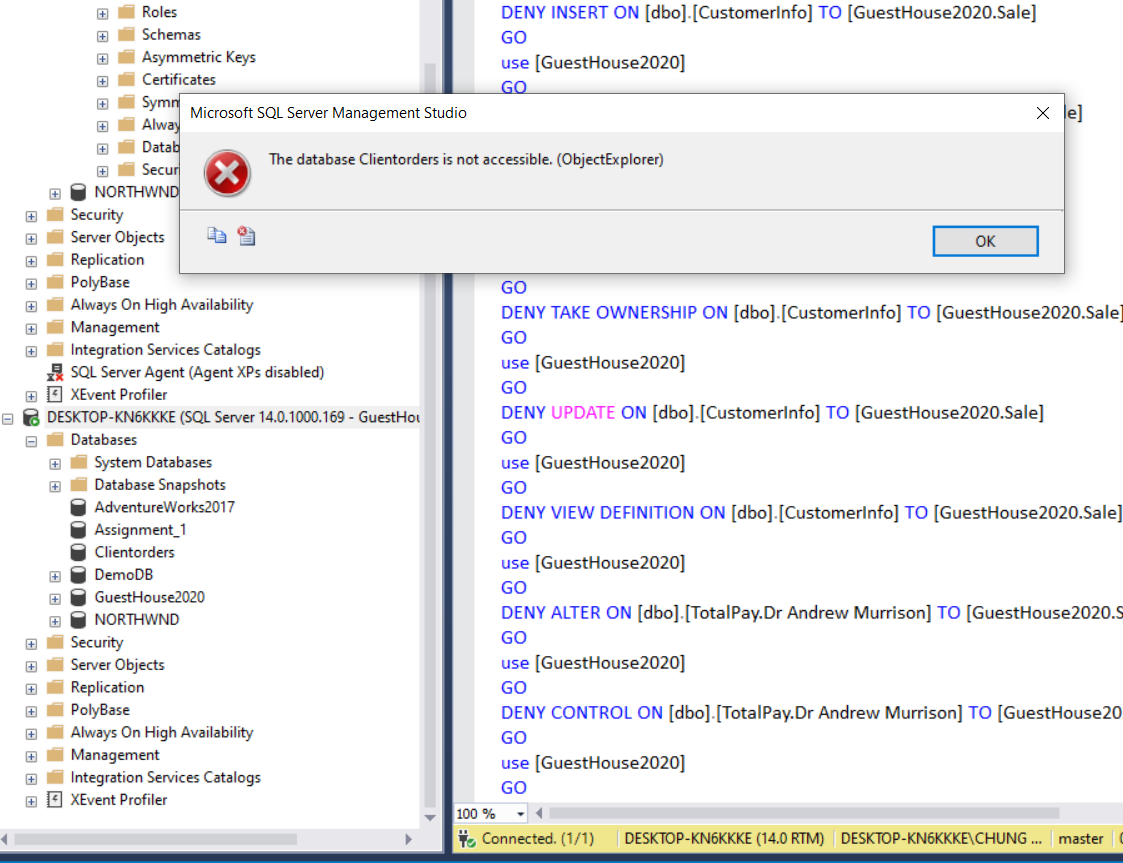 Roles
Schemas
Asymmetric Keys
Certificates
Symm
Alway
Datab
Secur
NORTHWND
Security
Server Objects
Replication
PolyBase
Always On High Availability
Management
Integration Services Catalogs
SQL Server Agent (Agent XPs disabled)
XEvent Profiler
DESKTOP-KN6KKKE (SQL Server 14.0.1000.169 - GuestHou
Databases
System Databases
Database Snapshots
AdventureWorks2017
Assignment_1
Clientorders
DemoDB
GuestHouse2020
NORTHWND
Security
Server Objects
Replication
PolyBase
Always On High Availability
Management
Integration Services Catalogs
XEvent Profiler
Microsoft SQL Server Management Studio
The database Clientorders is not accessible. (ObjectExplorer)
OK
DENY INSERT ON [dbo].[CustomerInfo] TO [GuestHouse2020.Sale]
GO
use [GuestHouse2020]
GO
le]
GO
DENY TAKE OWNERSHIP ON [dbo].[CustomerInfo] TO [GuestHouse2020.Sale]
GO
use [GuestHouse2020]
GO
DENY UPDATE ON [dbo].[CustomerInfo] TO [GuestHouse2020.Sale]
GO
use [GuestHouse2020]
GO
DENY VIEW DEFINITION ON [dbo].[CustomerInfo] TO [GuestHouse2020.Sale]
GO
use [GuestHouse2020]
GO
DENY ALTER ON [dbo].[TotalPay.Dr Andrew Murrison] TO [GuestHouse2020.S
GO
use [GuestHouse2020]
GO
DENY CONTROL ON [dbo].[TotalPay.Dr Andrew Murrison] TO [GuestHouse20
GO
use [GuestHouse2020]
GO
100 %
Connected. (1/1) DESKTOP-KN6KKKE (14.0 RTM) DESKTOP-KN6KKKE\CHUNG ... master